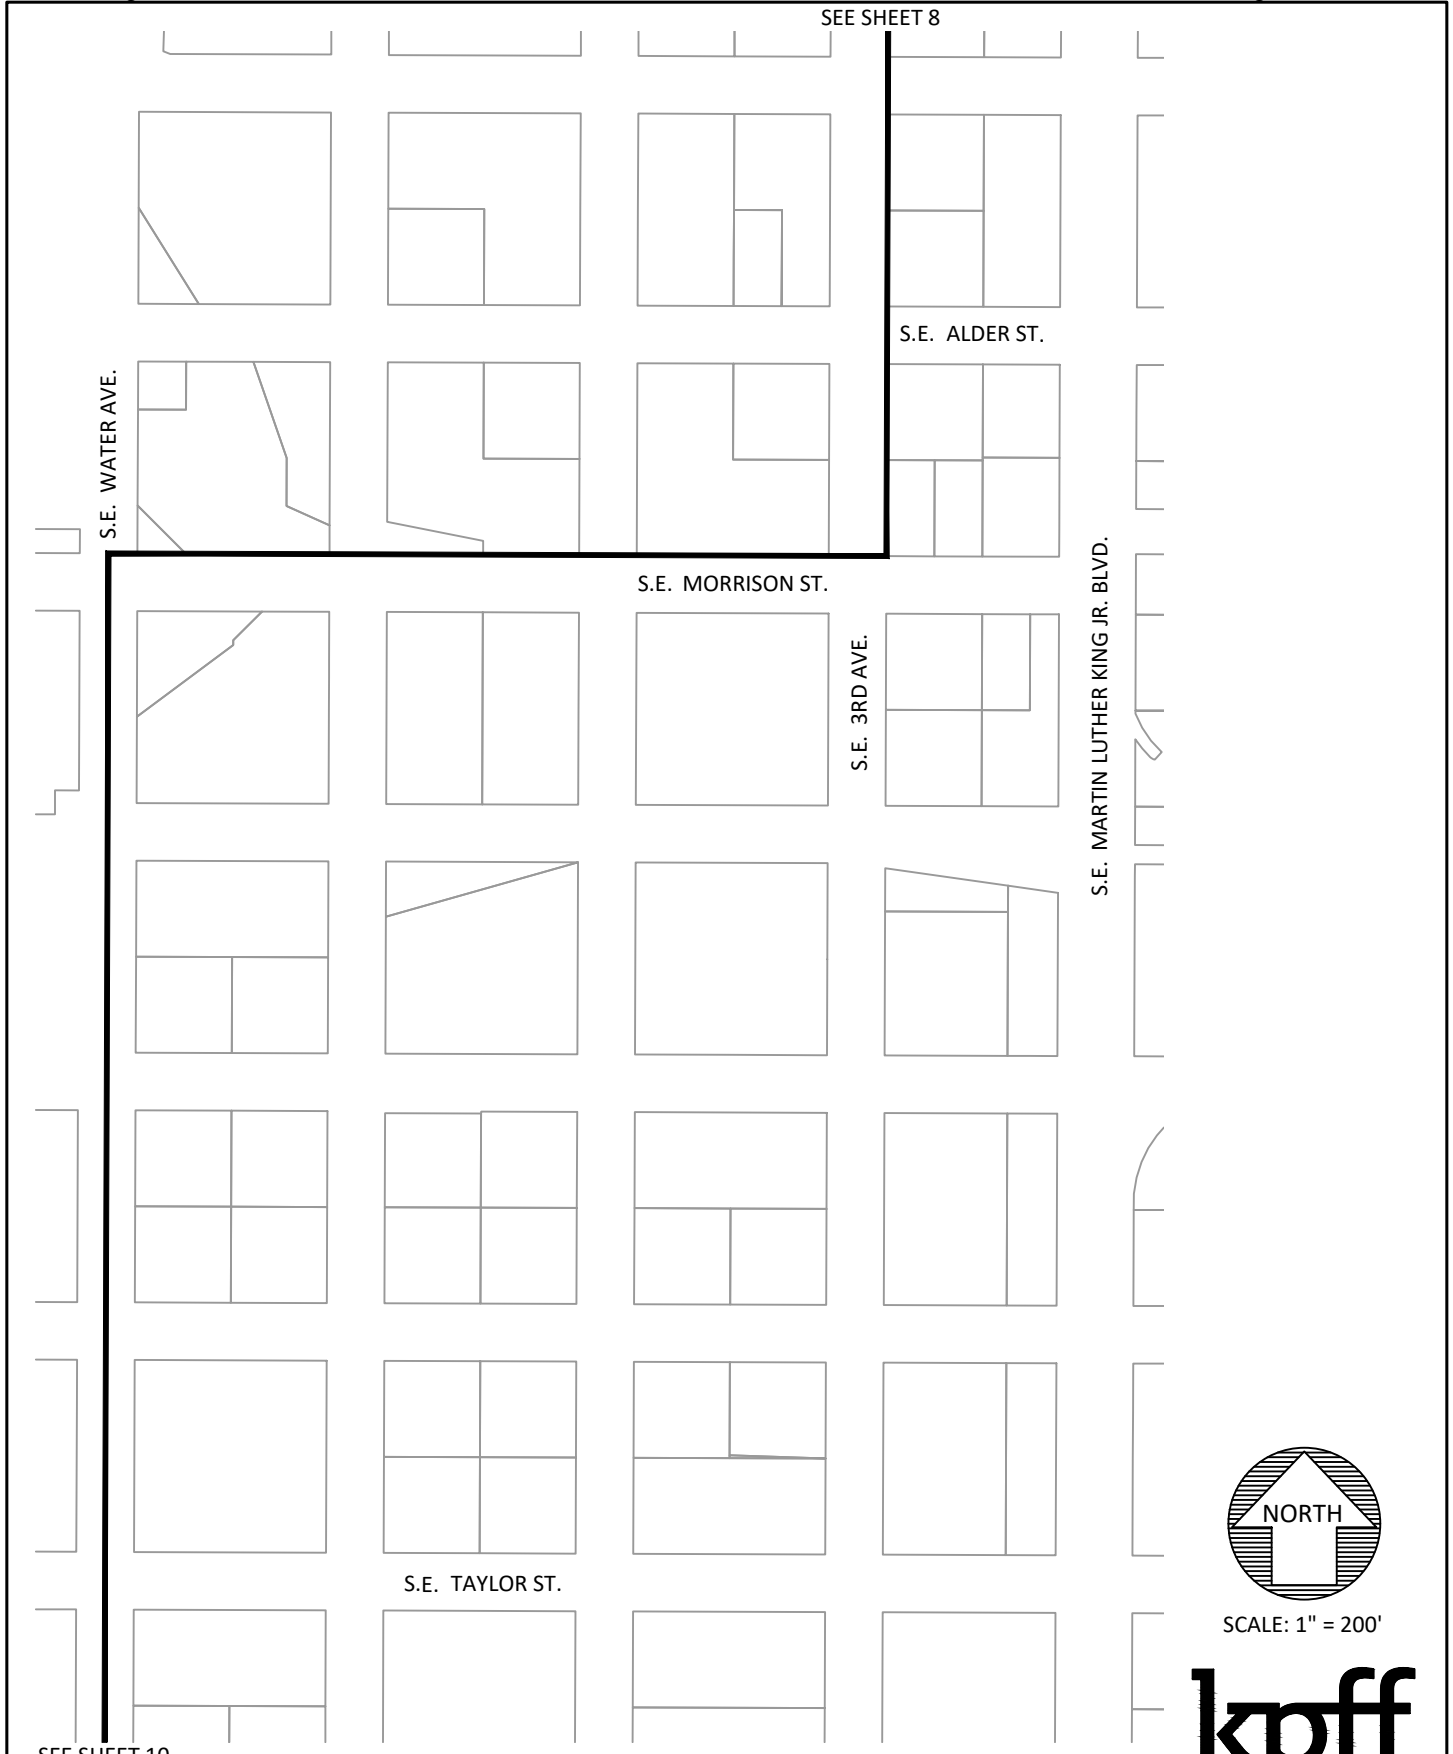 SEE SHEET 8
S.E. ALDER ST.
S.E. WATER AVE.
S.E. MORRISON ST.
S.E. 3RD AVE.
S.E. MARTIN LUTHER KING JR. BLVD.
NORTH
S.E. TAYLOR ST.
SCALE: 1" = 200'
kpff
SEE SHEET 10